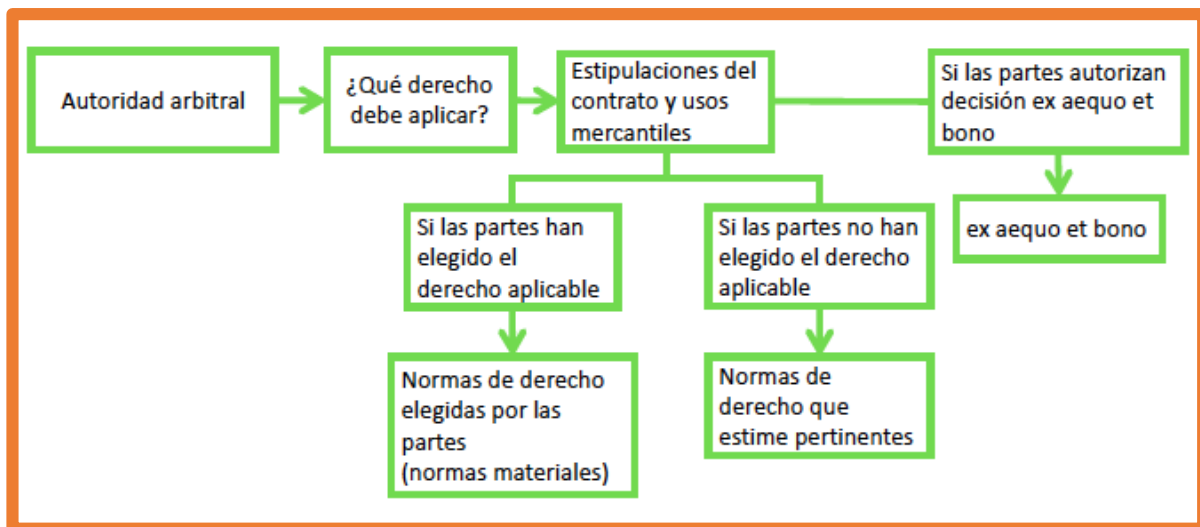 Autoridad arbitral
¿Qué derecho
debe aplicar?
Estipulaciones del
contrato y usos
mercantiles
Si las partes autorizan
decisión ex aequo et
bono
Si las partes han
elegido el
derecho aplicable
Si las partes no han
elegido el derecho
aplicable
ex aequo et bono
Normas de derecho
elegidas por las
partes
(normas materiales)
Normas de
derecho que
estime pertinentes